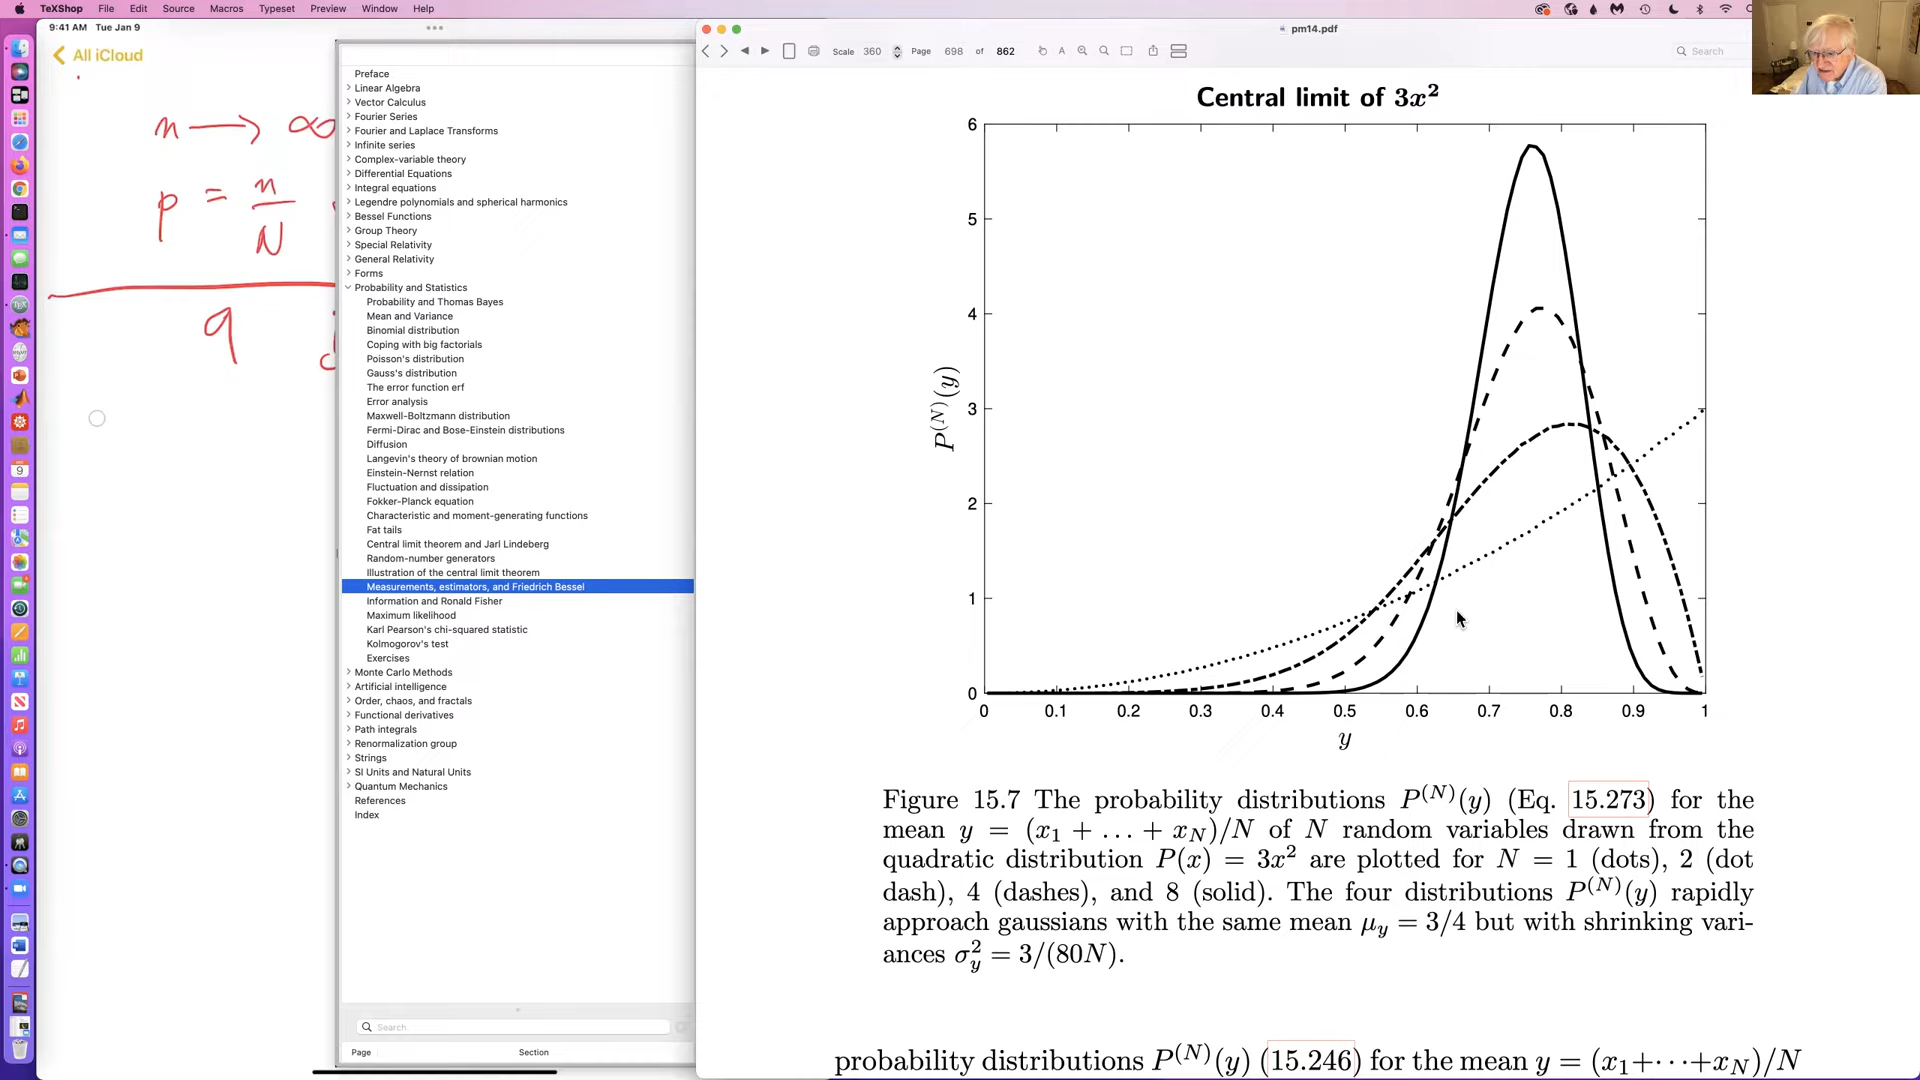 TeXShop File Edit Source Macros Typeset Preview Window Help
9:41 AM Tue Jan 9
All iCloud
n → ∞
p = n/N
9
Preface
Linear Algebra
Vector Calculus
Fourier Series
Fourier and Laplace Transforms
Infinite series
Complex-variable theory
Differential Equations
Integral equations
Legendre polynomials and spherical harmonics
Bessel Functions
Group Theory
Special Relativity
General Relativity
Forms
Probability and Statistics
Probability and Thomas Bayes
Mean and Variance
Binomial distribution
Coping with big factorials
Poisson's distribution
Gauss's distribution
The error function erf
Error analysis
Maxwell-Boltzmann distribution
Fermi-Dirac and Bose-Einstein distributions
Diffusion
Langevin's theory of brownian motion
Einstein-Nernst relation
Fluctuation and dissipation
Fokker-Planck equation
Characteristic and moment-generating functions
Fat tails
Central limit theorem and Jarl Lindeberg
Random-number generators
Illustration of the central limit theorem
Measurements, estimators, and Friedrich Bessel
Information and Ronald Fisher
Maximum likelihood
Karl Pearson's chi-squared statistic
Kolmogorov's test
Exercises
Monte Carlo Methods
Artificial intelligence
Order, chaos, and fractals
Functional derivatives
Path integrals
Renormalization group
Strings
SI Units and Natural Units
Quantum Mechanics
References
Index
Search
Page Section
pm14.pdf
Scale 360 Page 698 of 862 A Search
Central limit of 3x²
6
5
4
3
2
1
0
P⁽ᴺ⁾(y)
0 0.1 0.2 0.3 0.4 0.5 0.6 0.7 0.8 0.9 1
y
Figure 15.7 The probability distributions P⁽ᴺ⁾(y) (Eq. 15.273) for the
mean y = (x₁ + … + x_N)/N of N random variables drawn from the
quadratic distribution P(x) = 3x² are plotted for N = 1 (dots), 2 (dot
dash), 4 (dashes), and 8 (solid). The four distributions P⁽ᴺ⁾(y) rapidly
approach gaussians with the same mean μ_y = 3/4 but with shrinking vari-
ances σ²_y = 3/(80N).
probability distributions P⁽ᴺ⁾(y) (15.246) for the mean y = (x₁+⋯+x_N)/N